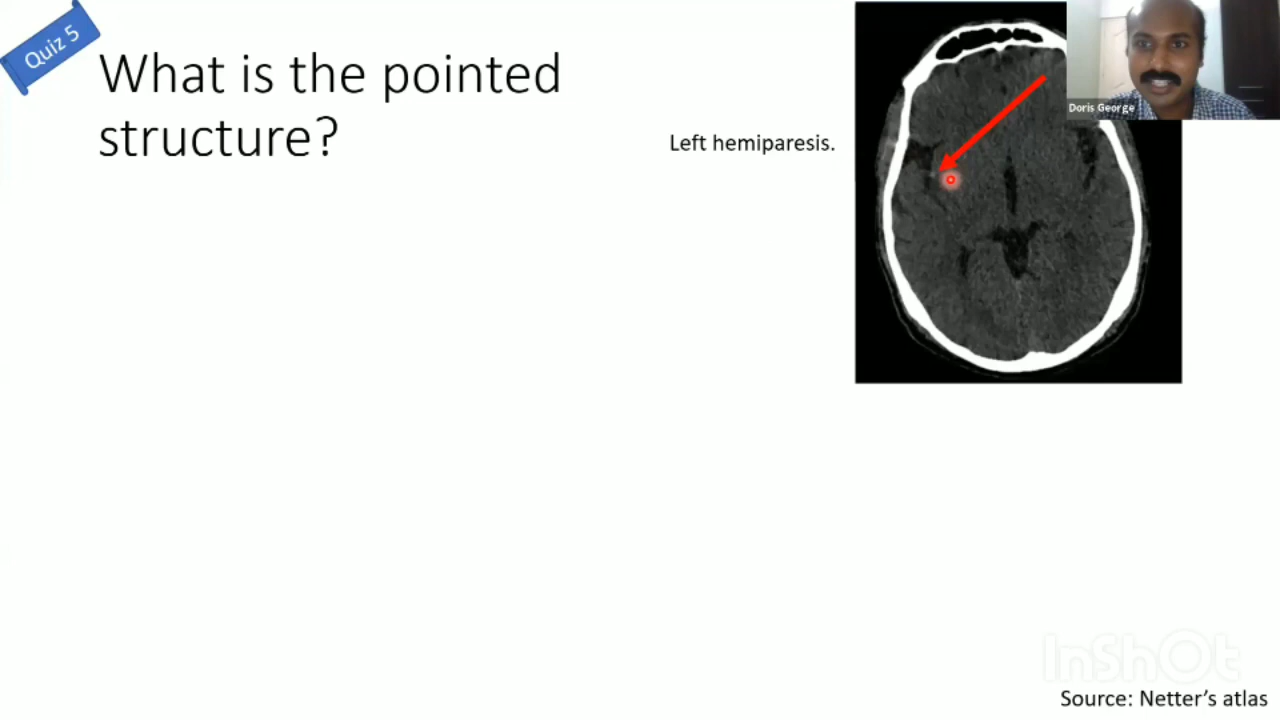 Quiz 5
What is the pointed
structure?
Left hemiparesis.
Doris George
InShOt
Source: Netter's atlas